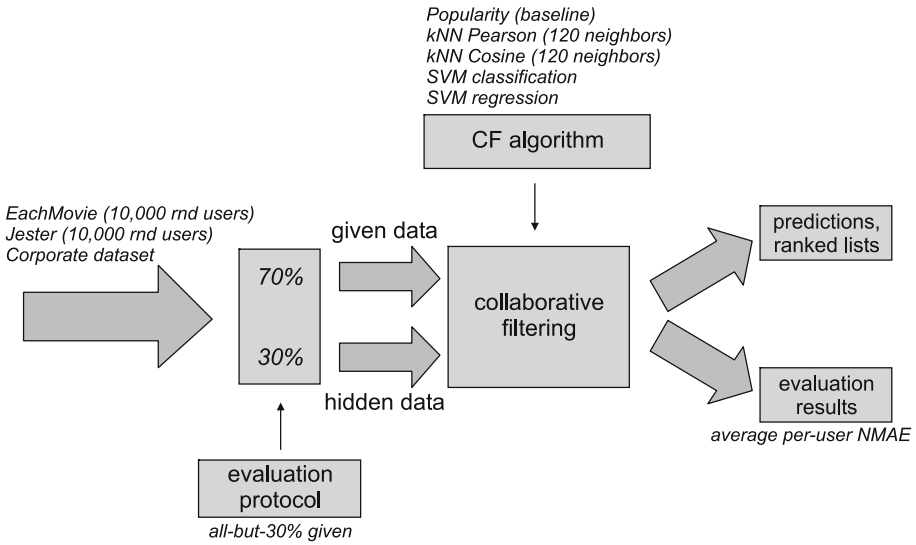 Popularity (baseline)
kNN Pearson (120 neighbors)
kNN Cosine (120 neighbors)
SVM classification
SVM regression
CF algorithm
EachMovie (10,000 rnd users)
Jester (10,000 rnd users)
Corporate dataset
70%
30%
given data
hidden data
collaborative
filtering
predictions,
ranked lists
evaluation
results
average per-user NMAE
evaluation
protocol
all-but-30% given